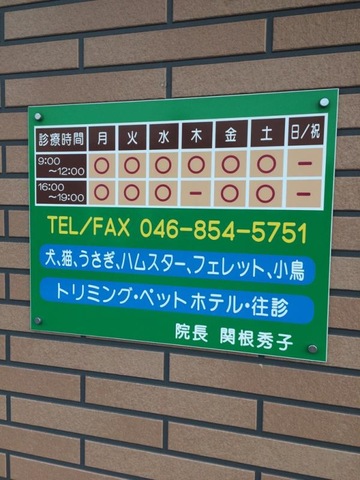 診療時間 月 火 水 木 金 土 日/祝
9:00
～12:00 ○ ○ ○ ○ ○ ○ －
16:00
～19:00 ○ ○ ○ － ○ ○ －
TEL/FAX 046-854-5751
犬、猫、うさぎ、ハムスター、フェレット、小鳥
トリミング・ペットホテル・往診
院長 関根秀子